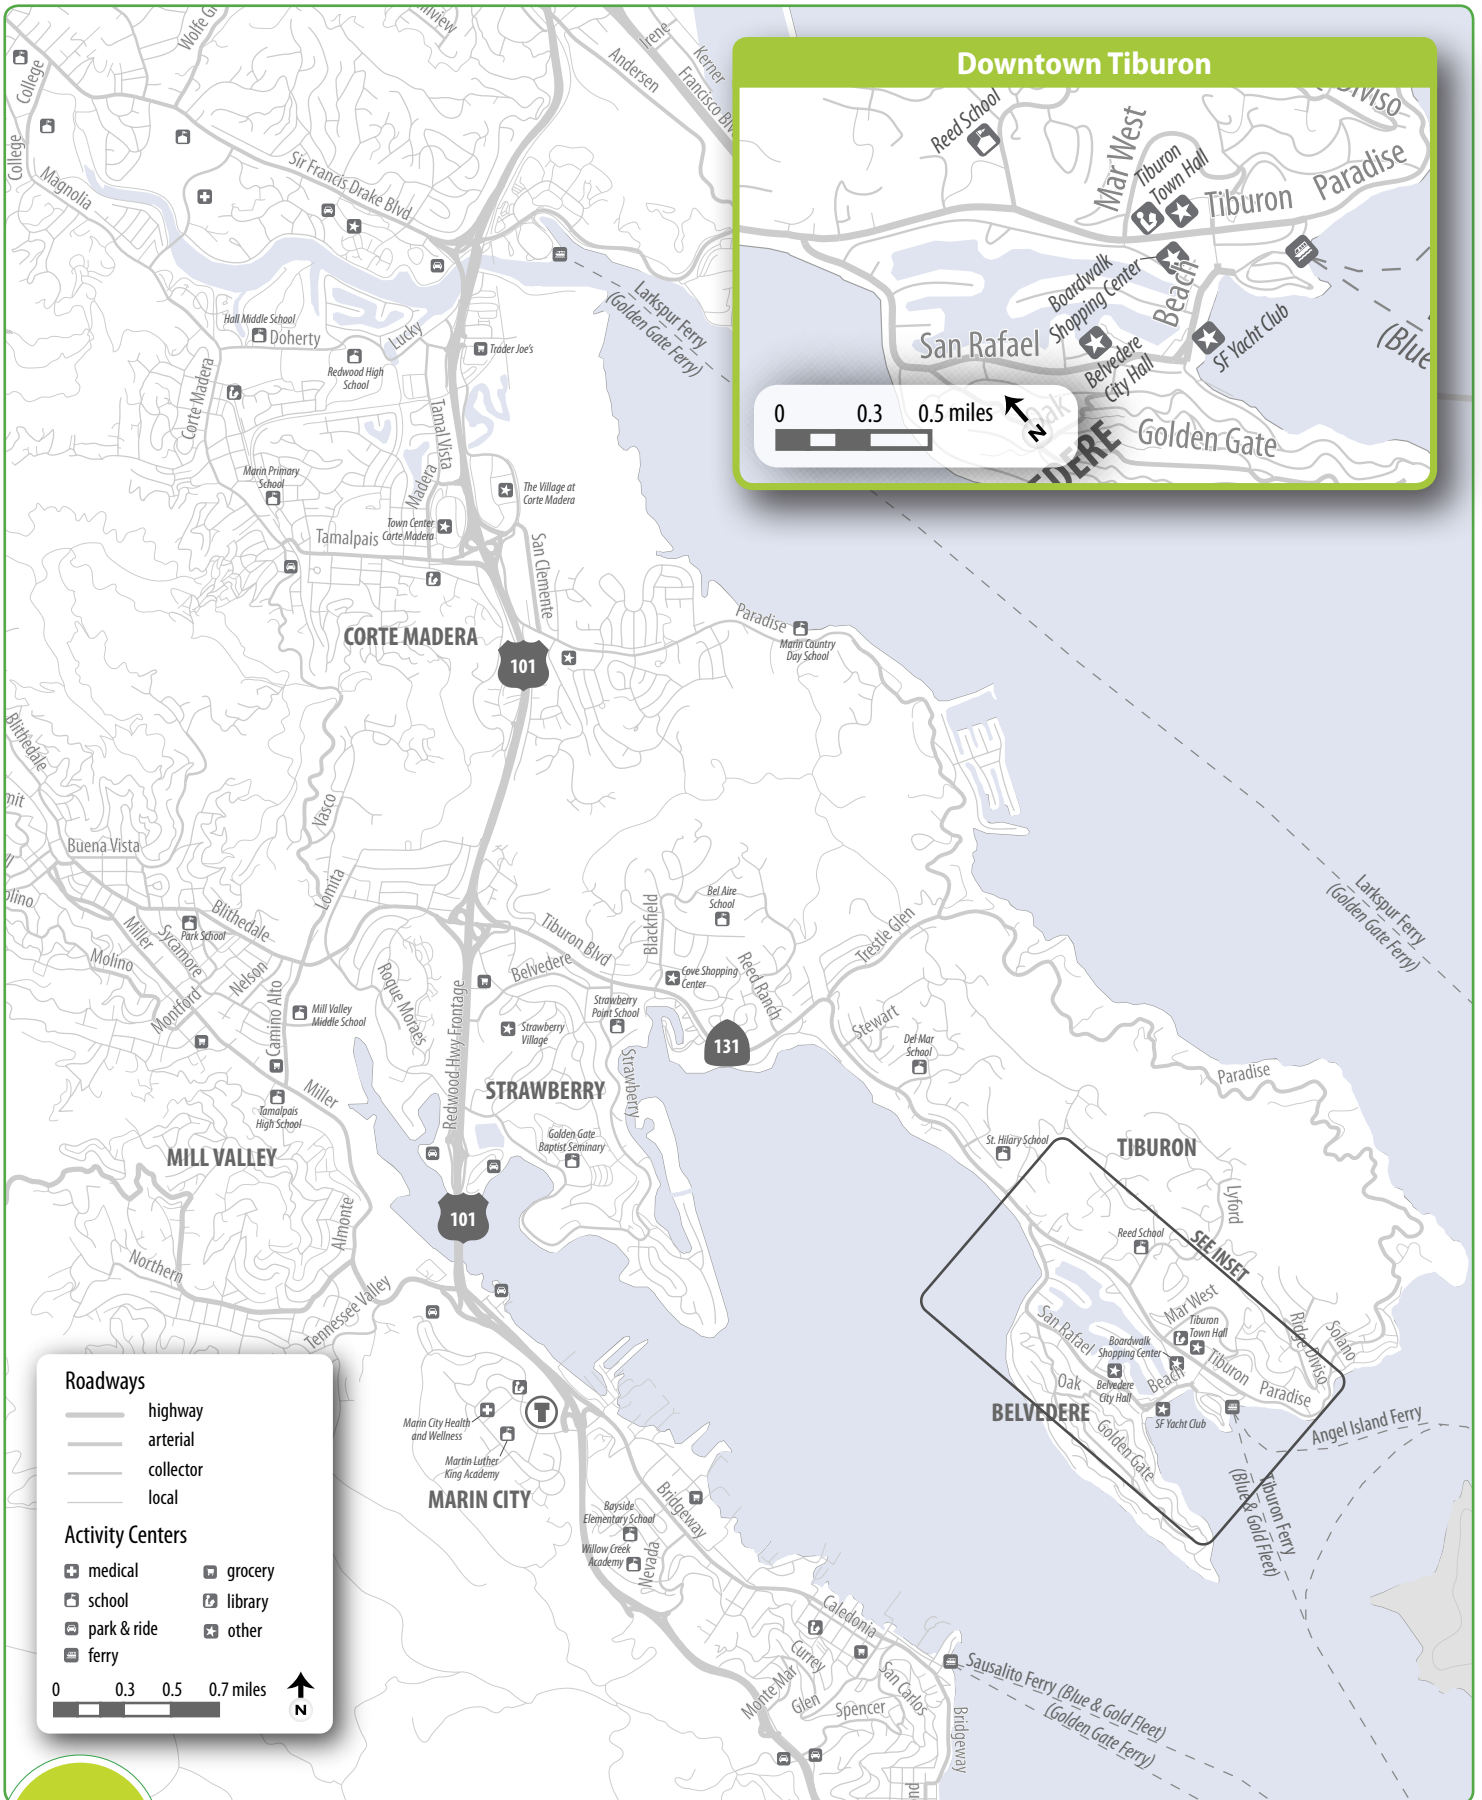 Downtown Tiburon
Reed School
Mar West
Tiburon
Town Hall
Tiburon
Paradise
Boardwalk
Shopping Center
Beach
San Rafael
Belvedere
City Hall
SF Yacht Club
Golden Gate
(Blue
0 0.3 0.5 miles
N
College
College
Magnolia
Sir Francis Drake Blvd
Andersen
Irene
Kerner
Larkspur Ferry
(Golden Gate Ferry)
Hall Middle School
Doherty
Lucky
Redwood High
School
Trader Joe's
Corte Madera
Tamal Vista
Madera
Marin Primary
School
The Village at
Corte Madera
Town Center
Corte Madera
Tamalpais
San Clemente
CORTE MADERA
101
Paradise
Marin Country
Day School
Blithedale
Vasco
Buena Vista
Lomita
Miller
Sycamore
Park School
Blithedale
Molino
Montford
Nelson
Camino Alto
Mill Valley
Middle School
Roque Moraes
Redwood Hwy Frontage
Belvedere
Tiburon Blvd
Blackfield
Bel Aire
School
Cove Shopping
Center
Reed Ranch
Trestle Glen
Strawberry
Point School
Strawberry
Village
Strawberry
STRAWBERRY
131
Stewart
Del Mar
School
Larkspur Ferry
(Golden Gate Ferry)
Miller
Tamalpais
High School
MILL VALLEY
Golden Gate
Baptist Seminary
101
Almonte
Northern
Tennessee Valley
Paradise
St. Hilary School
TIBURON
Lyford
Reed School
SEE INSET
Mar West
Tiburon
Town Hall
San Rafael
Boardwalk
Shopping Center
Tiburon
Ridge
Diviso
Solano
Oak
Belvedere
City Hall
Beach
Paradise
BELVEDERE
SF Yacht Club
Golden Gate
Angel Island Ferry
Tiburon Ferry
(Blue & Gold Fleet)
Marin City Health
and Wellness
Martin Luther
King Academy
MARIN CITY
Bridgeway
Bayside
Elementary School
Willow Creek
Academy
Nevada
Caledonia
Currey
Monte Mar
Glen
Spencer
San Carlos
Bridgeway
Sausalito Ferry (Blue & Gold Fleet)
(Golden Gate Ferry)
Roadways
highway
arterial
collector
local
Activity Centers
medical
school
park & ride
ferry
grocery
library
other
0 0.3 0.5 0.7 miles
N